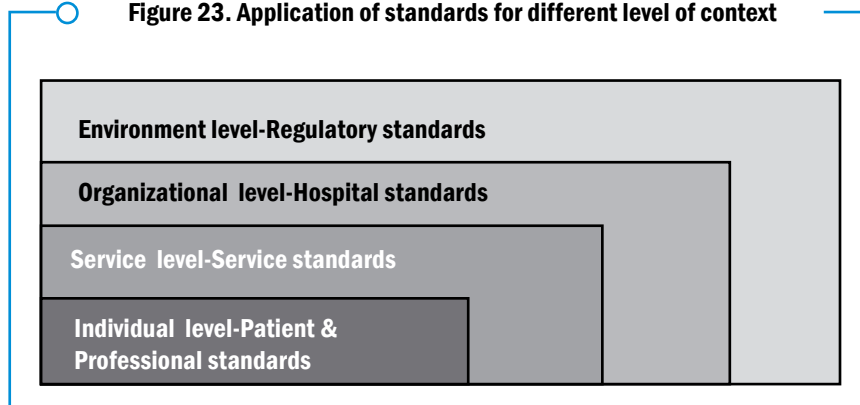 Figure 23. Application of standards for different level of context
Environment level-Regulatory standards
Organizational level-Hospital standards
Service level-Service standards
Individual level-Patient &
Professional standards